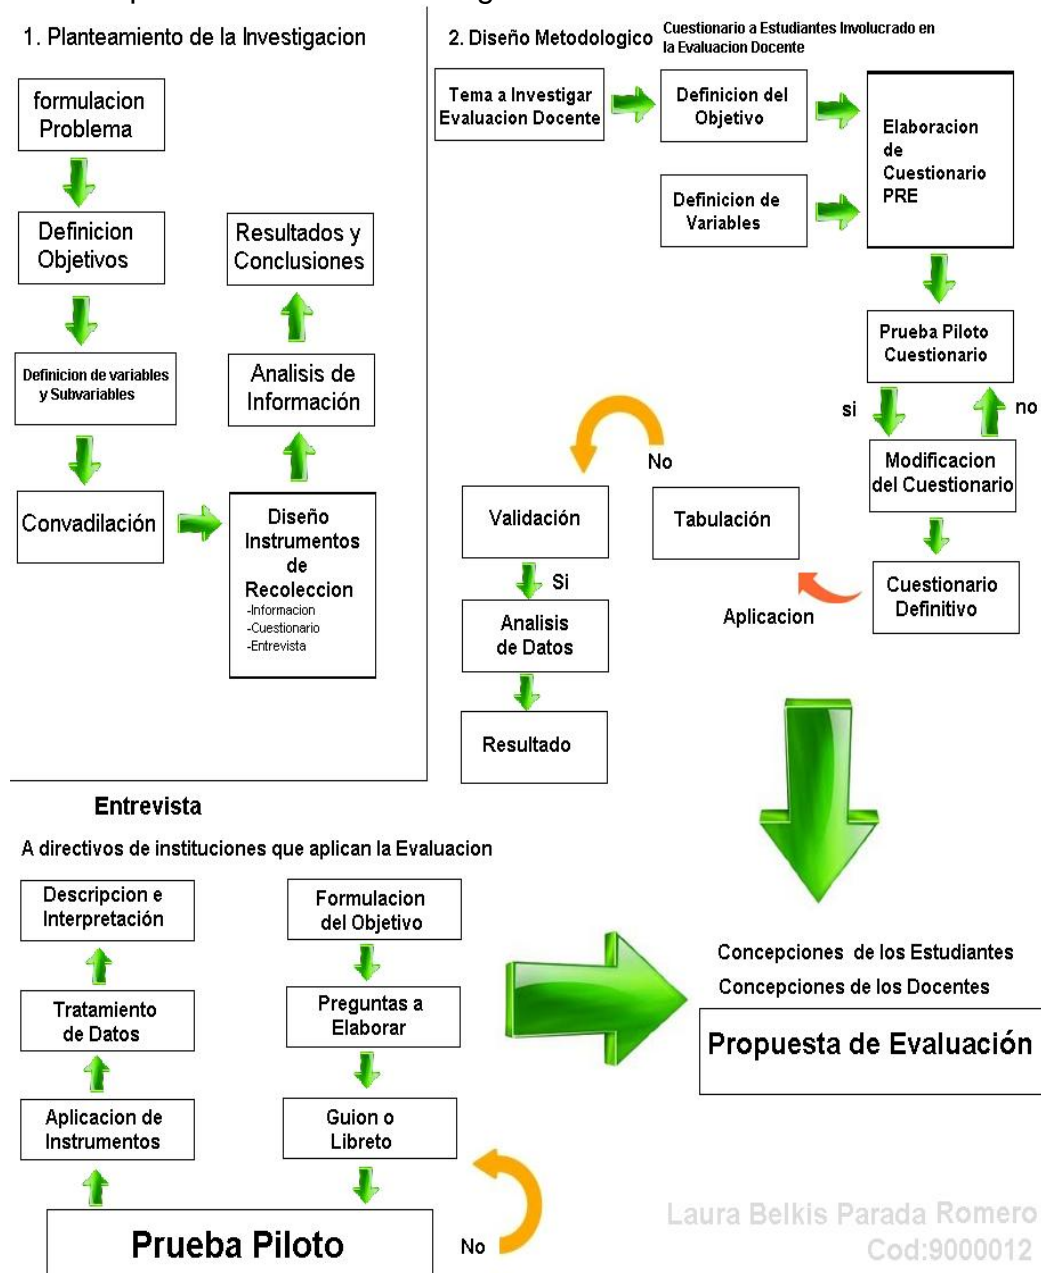 1. Planteamiento de la Investigacion
formulacion
Problema
Definicion
Objetivos
Definicion de variables
y Subvariables
Convadilación
Diseño
Instrumentos
de
Recoleccion
-Informacion
-Cuestionario
-Entrevista
Analisis de
Información
Resultados y
Conclusiones
2. Diseño Metodologico
Cuestionario a Estudiantes Involucrado en
la Evaluacion Docente
Tema a Investigar
Evaluacion Docente
Definicion del
Objetivo
Definicion de
Variables
Elaboracion
de
Cuestionario
PRE
Prueba Piloto
Cuestionario
si
no
Modificacion
del Cuestionario
Cuestionario
Definitivo
Aplicacion
Tabulación
No
Validación
Si
Analisis
de Datos
Resultado
Entrevista
A directivos de instituciones que aplican la Evaluacion
Formulacion
del Objetivo
Preguntas a
Elaborar
Guion o
Libreto
Prueba Piloto
No
Aplicacion de
Instrumentos
Tratamiento
de Datos
Descripcion e
Interpretación
Concepciones de los Estudiantes
Concepciones de los Docentes
Propuesta de Evaluación
Laura Belkis Parada Romero
Cod:9000012